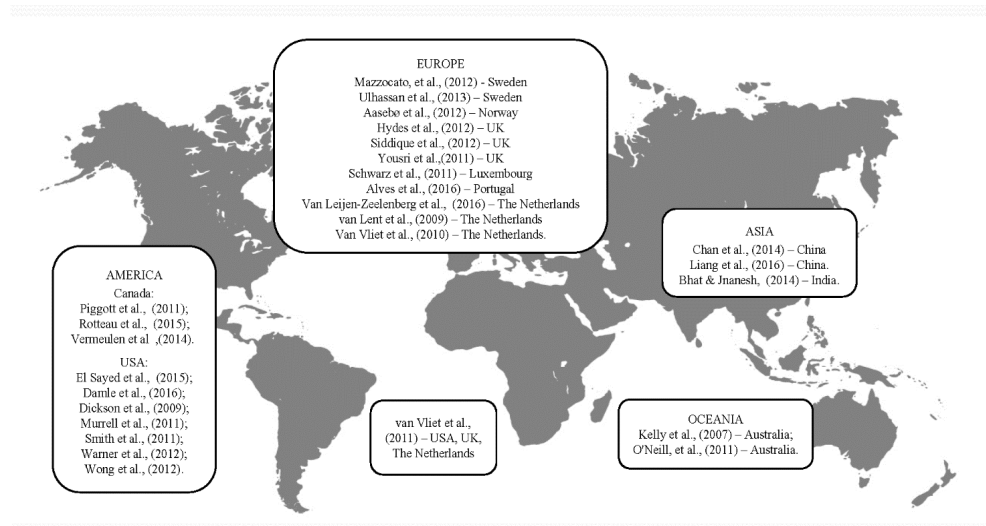 EUROPE
Mazzocato, et al., (2012) - Sweden
Ulhassan et al., (2013) – Sweden
Aasebø et al., (2012) – Norway
Hydes et al., (2012) – UK
Siddique et al., (2012) – UK
Yousri et al.,(2011) – UK
Schwarz et al., (2011) – Luxembourg
Alves et al., (2016) – Portugal
Van Leijen-Zeelenberg et al., (2016) – The Netherlands
van Lent et al., (2009) – The Netherlands
Van Vliet et al., (2010) – The Netherlands.
AMERICA
Canada:
Piggott et al., (2011);
Rotteau et al., (2015);
Vermeulen et al ,(2014).
USA:
El Sayed et al., (2015);
Damle et al., (2016);
Dickson et al., (2009);
Murrell et al., (2011);
Smith et al., (2011);
Warner et al., (2012);
Wong et al., (2012).
van Vliet et al.,
(2011) – USA, UK,
The Netherlands
ASIA
Chan et al., (2014) – China
Liang et al., (2016) – China.
Bhat & Jnanesh, (2014) – India.
OCEANIA
Kelly et al., (2007) – Australia;
O'Neill, et al., (2011) – Australia.